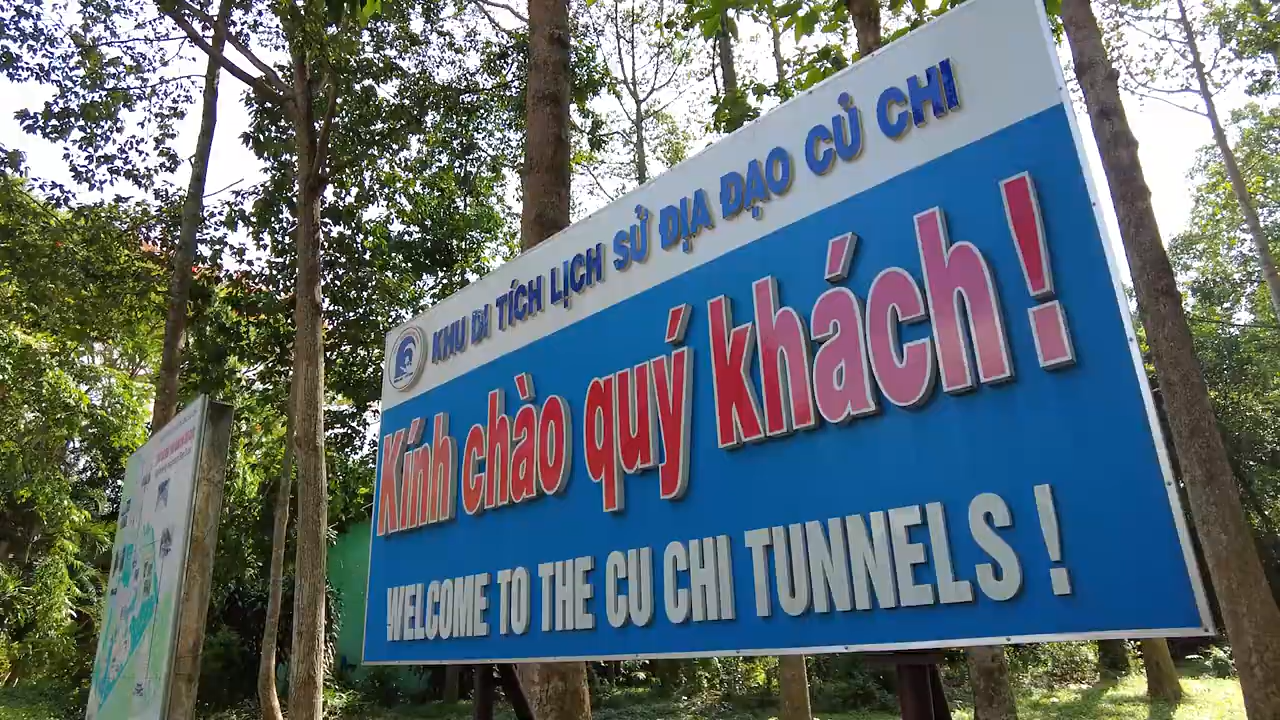 KHU DI TÍCH LỊCH SỬ ĐỊA ĐẠO CỦ CHI
Kính chào quý khách!
WELCOME TO THE CU CHI TUNNELS!